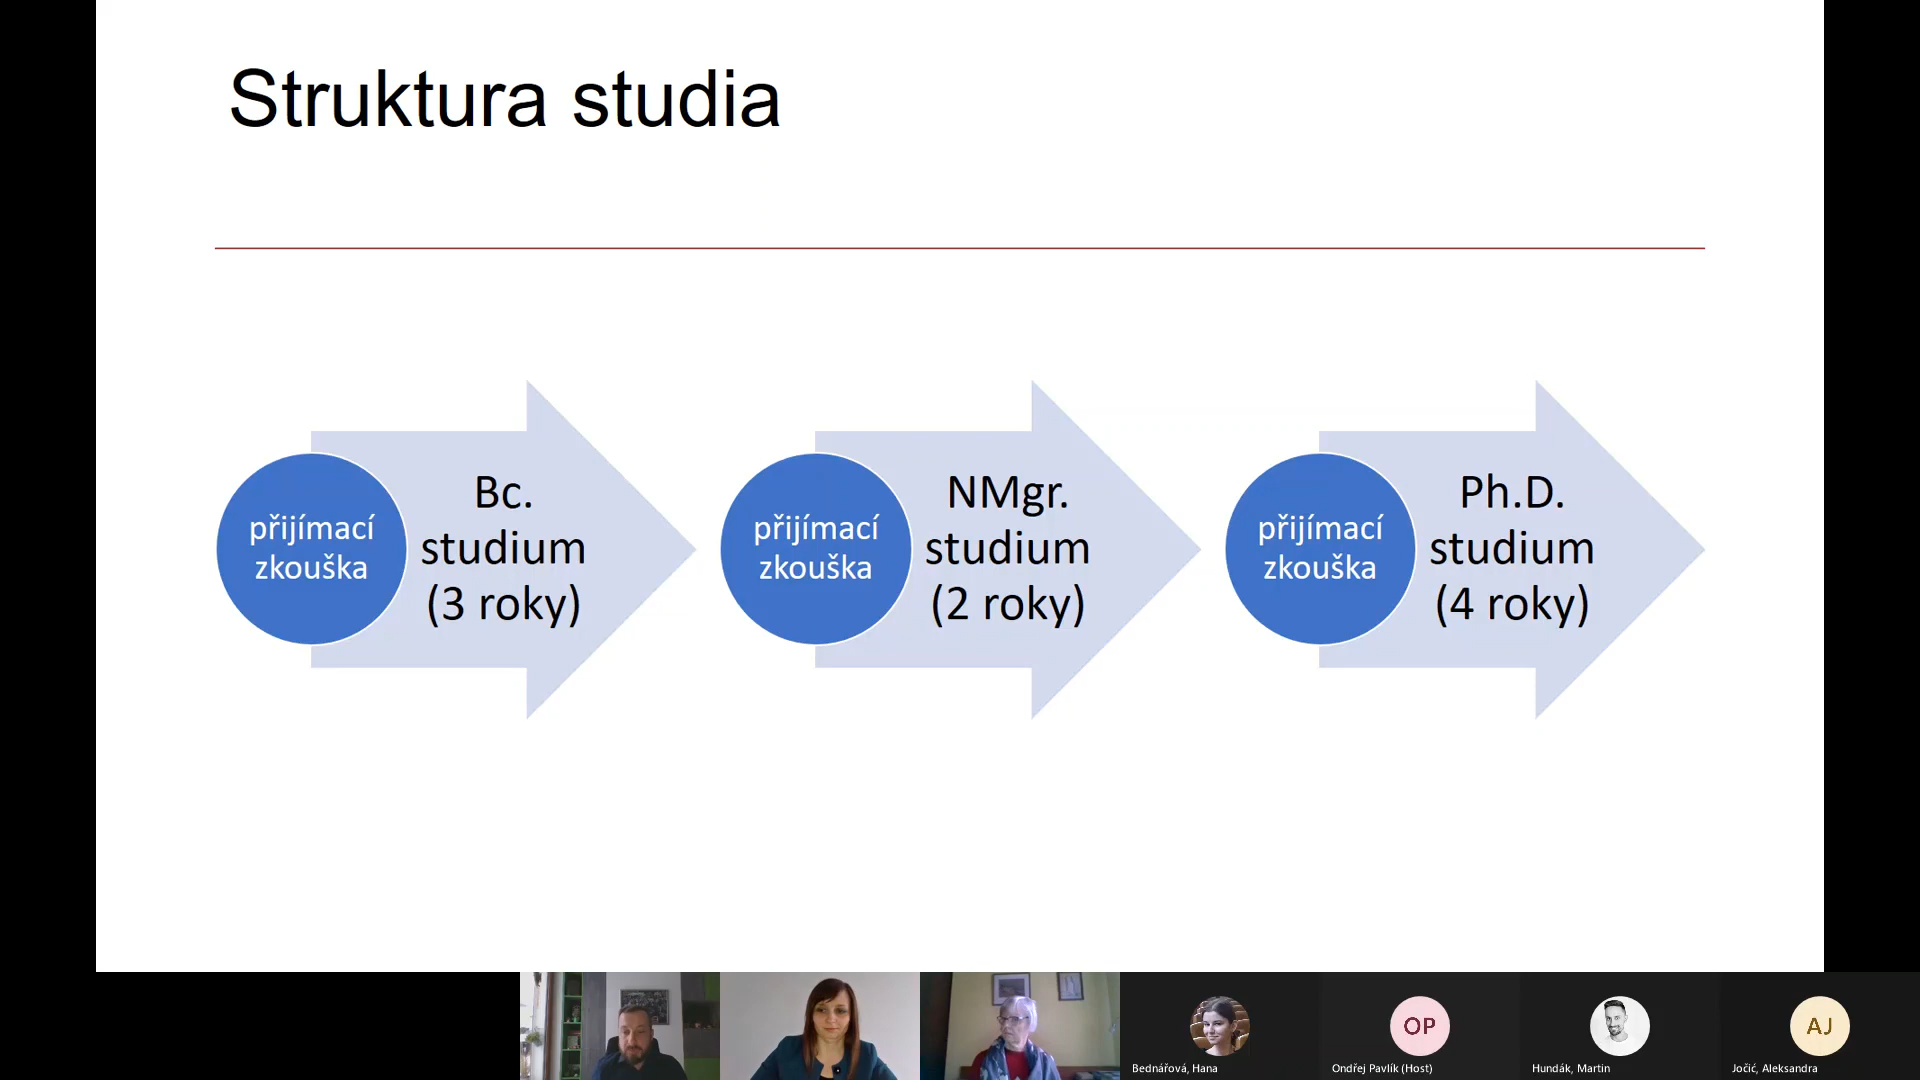 Struktura studia
přijímací
zkouška
Bc.
studium
(3 roky)
přijímací
zkouška
NMgr.
studium
(2 roky)
přijímací
zkouška
Ph.D.
studium
(4 roky)
Bednářová, Hana
OP
Ondřej Pavlík (Host)
Hundák, Martin
AJ
Jočić, Aleksandra